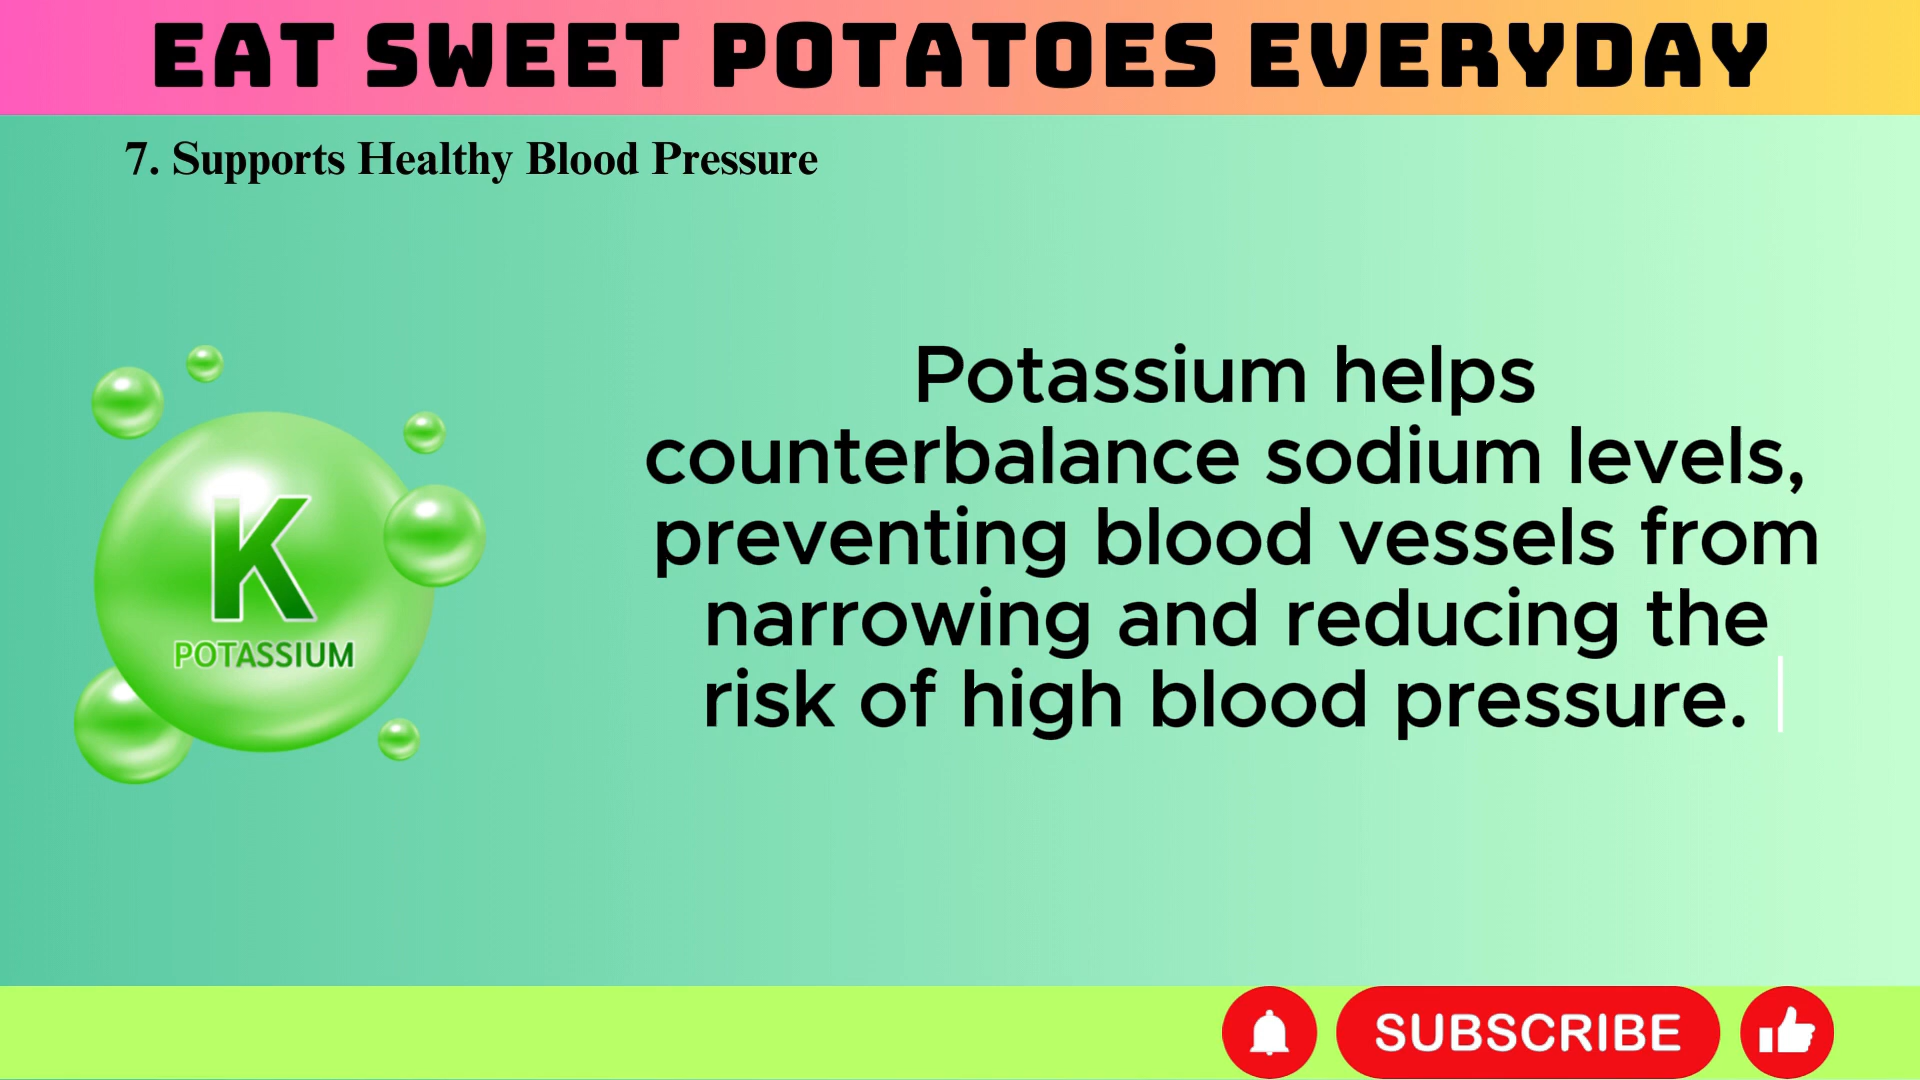 EAT SWEET POTATOES EVERYDAY
7. Supports Healthy Blood Pressure
Potassium helps
counterbalance sodium levels,
preventing blood vessels from
narrowing and reducing the
risk of high blood pressure.
K
POTASSIUM
SUBSCRIBE